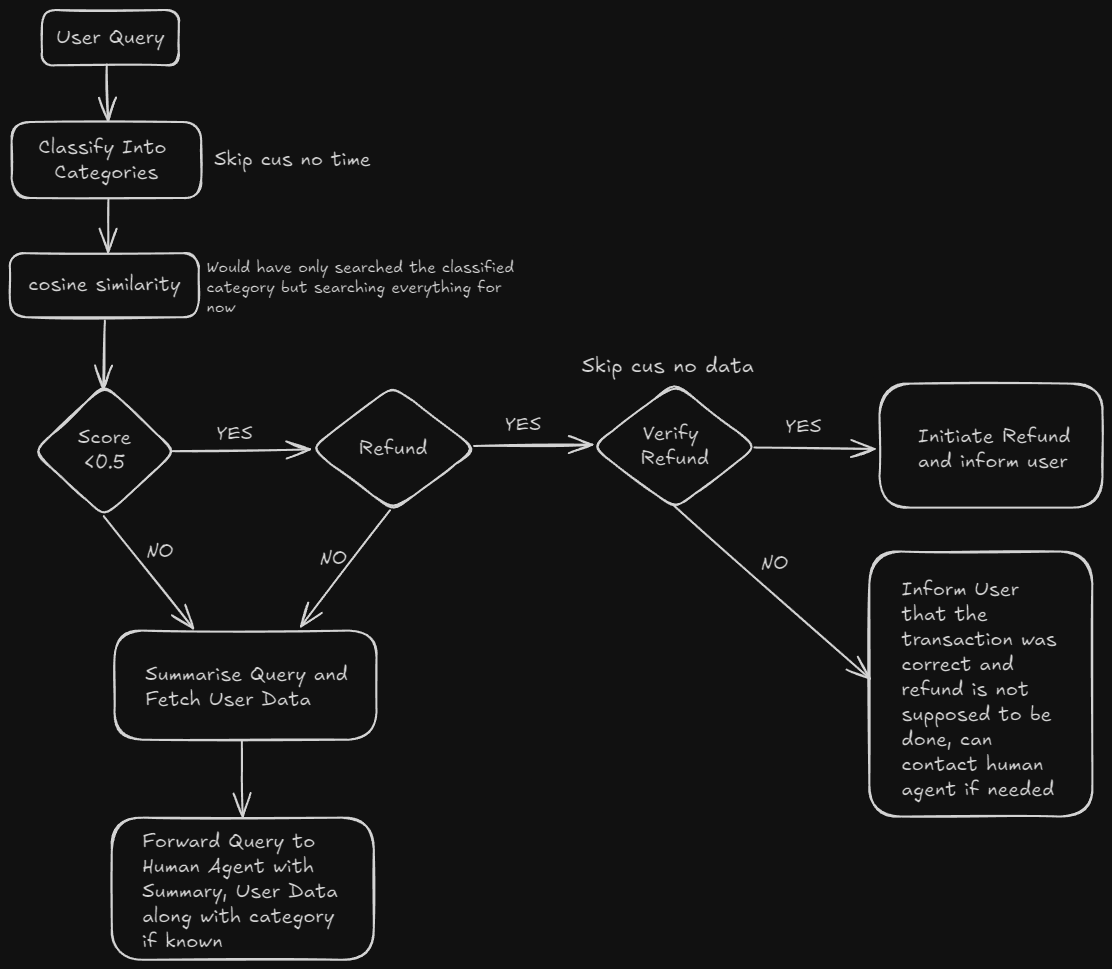 User Query
Classify Into
Categories
Skip cus no time
cosine similarity
Would have only searched the classified
category but searching everything for
now
Score
<0.5
YES
Refund
YES
Skip cus no data
Verify
Refund
YES
Initiate Refund
and inform user
NO
NO
NO
Inform User
that the
transaction was
correct and
refund is not
supposed to be
done, can
contact human
agent if needed
Summarise Query and
Fetch User Data
Forward Query to
Human Agent with
Summary, User Data
along with category
if known